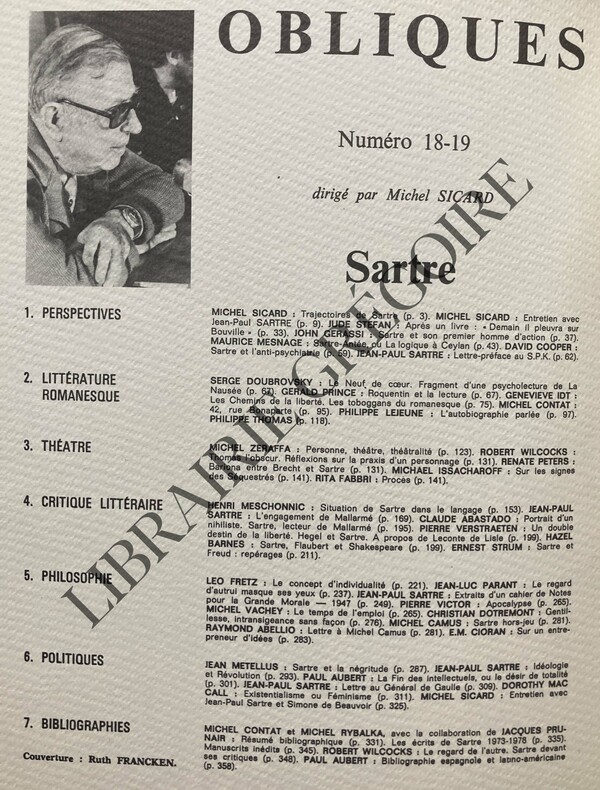 OBLIQUES
Numéro 18-19
dirigé par Michel SICARD
Sartre
1. PERSPECTIVES
MICHEL SICARD : Trajectoires de Sartre (p. 3). MICHEL SICARD : Entretien avec
Jean-Paul SARTRE (p. 9). JUDE STEFAN : Après un livre : « Demain il pleuvra sur
Bouville » (p. 33). JOHN GERASSI : Sartre et son premier homme d'action (p. 37).
MAURICE MESNAGE : Sartre-Antée, ou La logique à Ceylan (p. 43). DAVID COOPER :
Sartre et l'anti-psychiatrie (p. 59). JEAN-PAUL SARTRE : Lettre-préface au S.P.K. (p. 62).
2. LITTÉRATURE
ROMANESQUE
SERGE DOUBROVSKY : Le Neuf de cœur. Fragment d'une psycholecture de La
Nausée (p. 67). GERALD PRINCE : Roquentin et la lecture (p. 67). GENEVIEVE IDT :
Les Chemins de la liberté. Les toboggans du romanesque (p. 75). MICHEL CONTAT :
42, rue Bonaparte (p. 95). PHILIPPE LEJEUNE : L'autobiographie parlée (p. 97).
PHILIPPE THOMAS (p. 118).
3. THÉATRE
MICHEL ZERAFFA : Personne, théâtre, théâtralité (p. 123). ROBERT WILCOCKS :
Thomas l'obscur. Réflexions sur la praxis d'un personnage (p. 131). RENATE PETERS :
Bariona entre Brecht et Sartre (p. 131). MICHAEL ISSACHAROFF : Sur les signes
des Séquestrés (p. 141). RITA FABBRI : Procès (p. 141).
4. CRITIQUE LITTÉRAIRE
HENRI MESCHONNIC : Situation de Sartre dans le langage (p. 153). JEAN-PAUL
SARTRE : L'engagement de Mallarmé (p. 169). CLAUDE ABASTADO : Portrait d'un
nihiliste. Sartre, lecteur de Mallarmé (p. 195). PIERRE VERSTRAETEN : Un double
destin de la liberté. Hegel et Sartre. A propos de Leconte de Lisle (p. 199). HAZEL
BARNES : Sartre, Flaubert et Shakespeare (p. 199). ERNEST STRUM : Sartre et
Freud : repérages (p. 211).
5. PHILOSOPHIE
LEO FRETZ : Le concept d'individualité (p. 221). JEAN-LUC PARANT : Le regard
d'autrui masque ses yeux (p. 237). JEAN-PAUL SARTRE : Extraits d'un cahier de Notes
pour la Grande Morale — 1947 (p. 249). PIERRE VICTOR : Apocalypse (p. 265).
MICHEL VACHEY : Le temps de l'emploi (p. 265). CHRISTIAN DOTREMONT : Gentil-
lesse, intransigeance sans façon (p. 276). MICHEL CAMUS : Sartre hors-jeu (p. 281).
RAYMOND ABELLIO : Lettre à Michel Camus (p. 281). E.M. CIORAN : Sur un entre-
preneur d'idées (p. 283).
6. POLITIQUES
JEAN METELLUS : Sartre et la négritude (p. 287). JEAN-PAUL SARTRE : Idéologie
et Révolution (p. 293). PAUL AUBERT : La Fin des intellectuels, ou le désir de totalité
(p. 301). JEAN-PAUL SARTRE : Lettre au Général de Gaulle (p. 309). DOROTHY MAC
CALL : Existentialisme ou Féminisme (p. 311). MICHEL SICARD : Entretien avec
Jean-Paul Sartre et Simone de Beauvoir (p. 325).
7. BIBLIOGRAPHIES
MICHEL CONTAT et MICHEL RYBALKA, avec la collaboration de JACQUES PRU-
NAIR : Résumé bibliographique (p. 331). Les écrits de Sartre 1973-1978 (p. 335).
Manuscrits inédits (p. 345). ROBERT WILCOCKS : Le regard de l'autre. Sartre devant
ses critiques (p. 348). PAUL AUBERT : Bibliographie espagnole et latino-américaine
(p. 358).
Couverture : Ruth FRANCKEN.
LIBRAIRIE GRÉGOIRE